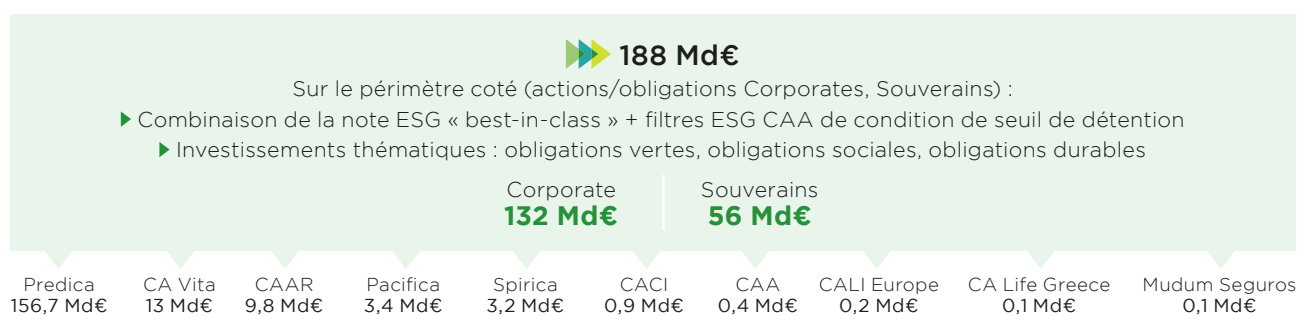 188 Md€
Sur le périmètre coté (actions/obligations Corporates, Souverains) :
Combinaison de la note ESG « best-in-class » + filtres ESG CAA de condition de seuil de détention
Investissements thématiques : obligations vertes, obligations sociales, obligations durables
Corporate Souverains
132 Md€ 56 Md€
Predica CA Vita CAAR Pacifica Spirica CACI CAA CALI Europe CA Life Greece Mudum Seguros
156,7 Md€ 13 Md€ 9,8 Md€ 3,4 Md€ 3,2 Md€ 0,9 Md€ 0,4 Md€ 0,2 Md€ 0,1 Md€ 0,1 Md€